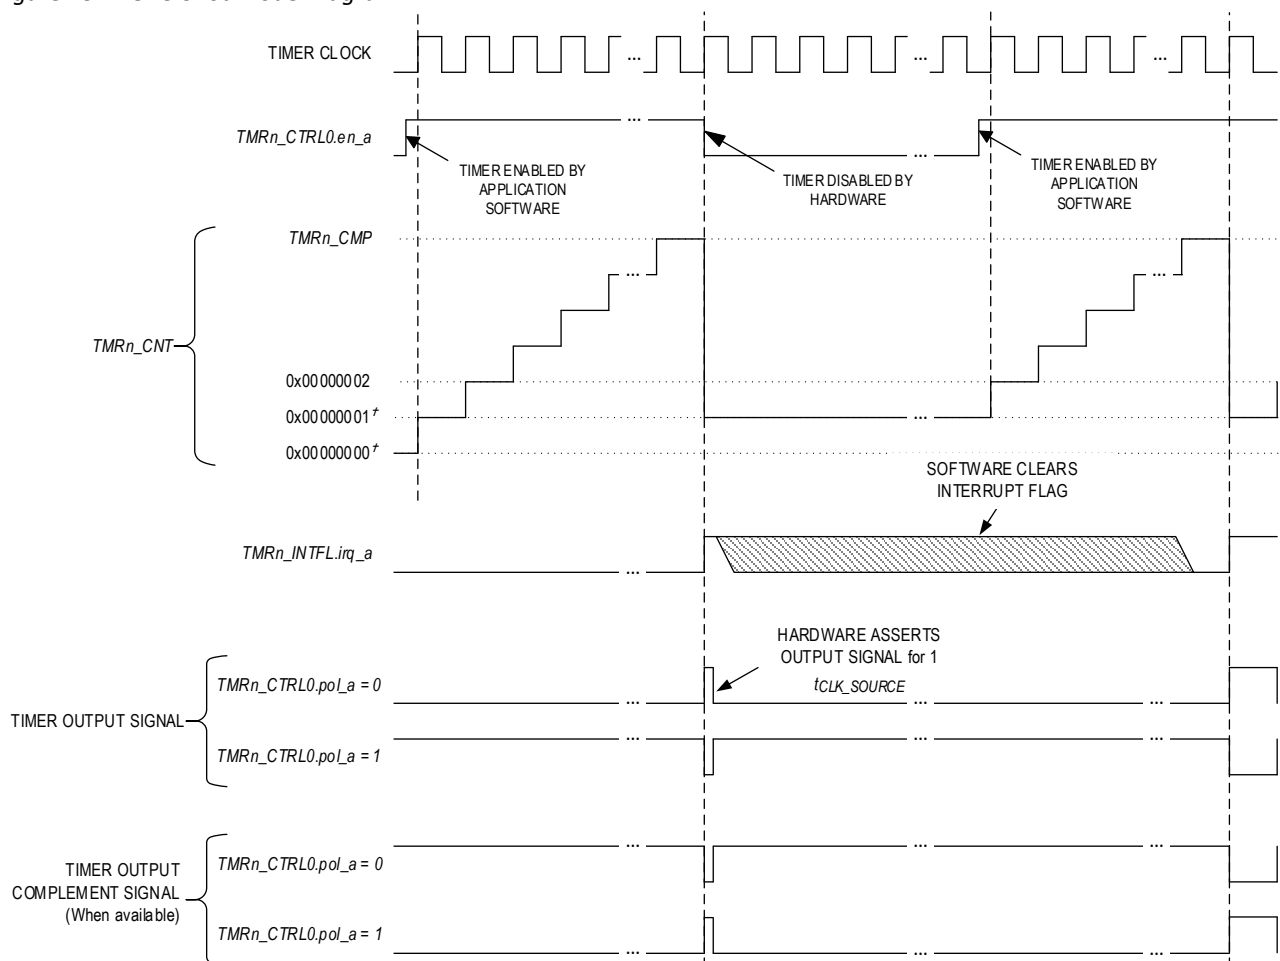 TIMER CLOCK
...
...
...
TMRn_CTRL0.en_a
...
...
TIMER ENABLED BY
APPLICATION
SOFTWARE
TIMER DISABLED BY
HARDWARE
TIMER ENABLED BY
APPLICATION
SOFTWARE
TMRn_CMP
...
...
TMRn_CNT
0x00000002
0x00000001†
...
0x00000000†
SOFTWARE CLEARS
INTERRUPT FLAG
TMRn_INTFL.irq_a
...
HARDWARE ASSERTS
OUTPUT SIGNAL for 1
tCLK_SOURCE
TIMER OUTPUT SIGNAL
TMRn_CTRL0.pol_a = 0
...
...
...
TMRn_CTRL0.pol_a = 1
...
...
...
TIMER OUTPUT
COMPLEMENT SIGNAL
(When available)
TMRn_CTRL0.pol_a = 0
...
...
...
TMRn_CTRL0.pol_a = 1
...
...
...